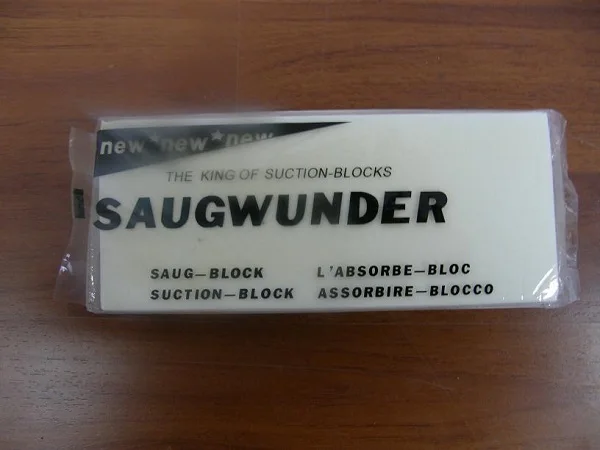 new*new*new
THE KING OF SUCTION-BLOCKS
SAUGWUNDER
SAUG-BLOCK L'ABSORBE-BLOC
SUCTION-BLOCK ASSORBIRE-BLOCCO